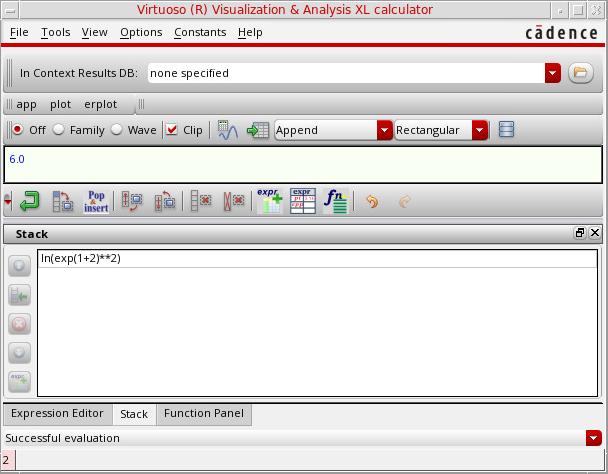 Virtuoso (R) Visualization & Analysis XL calculator
File Tools View Options Constants Help
cādence
In Context Results DB: none specified
app plot erplot
Off Family Wave Clip Append Rectangular
6.0
Pop & insert expr expr fn
Stack
ln(exp(1+2)**2)
expr
Expression Editor Stack Function Panel
Successful evaluation
2